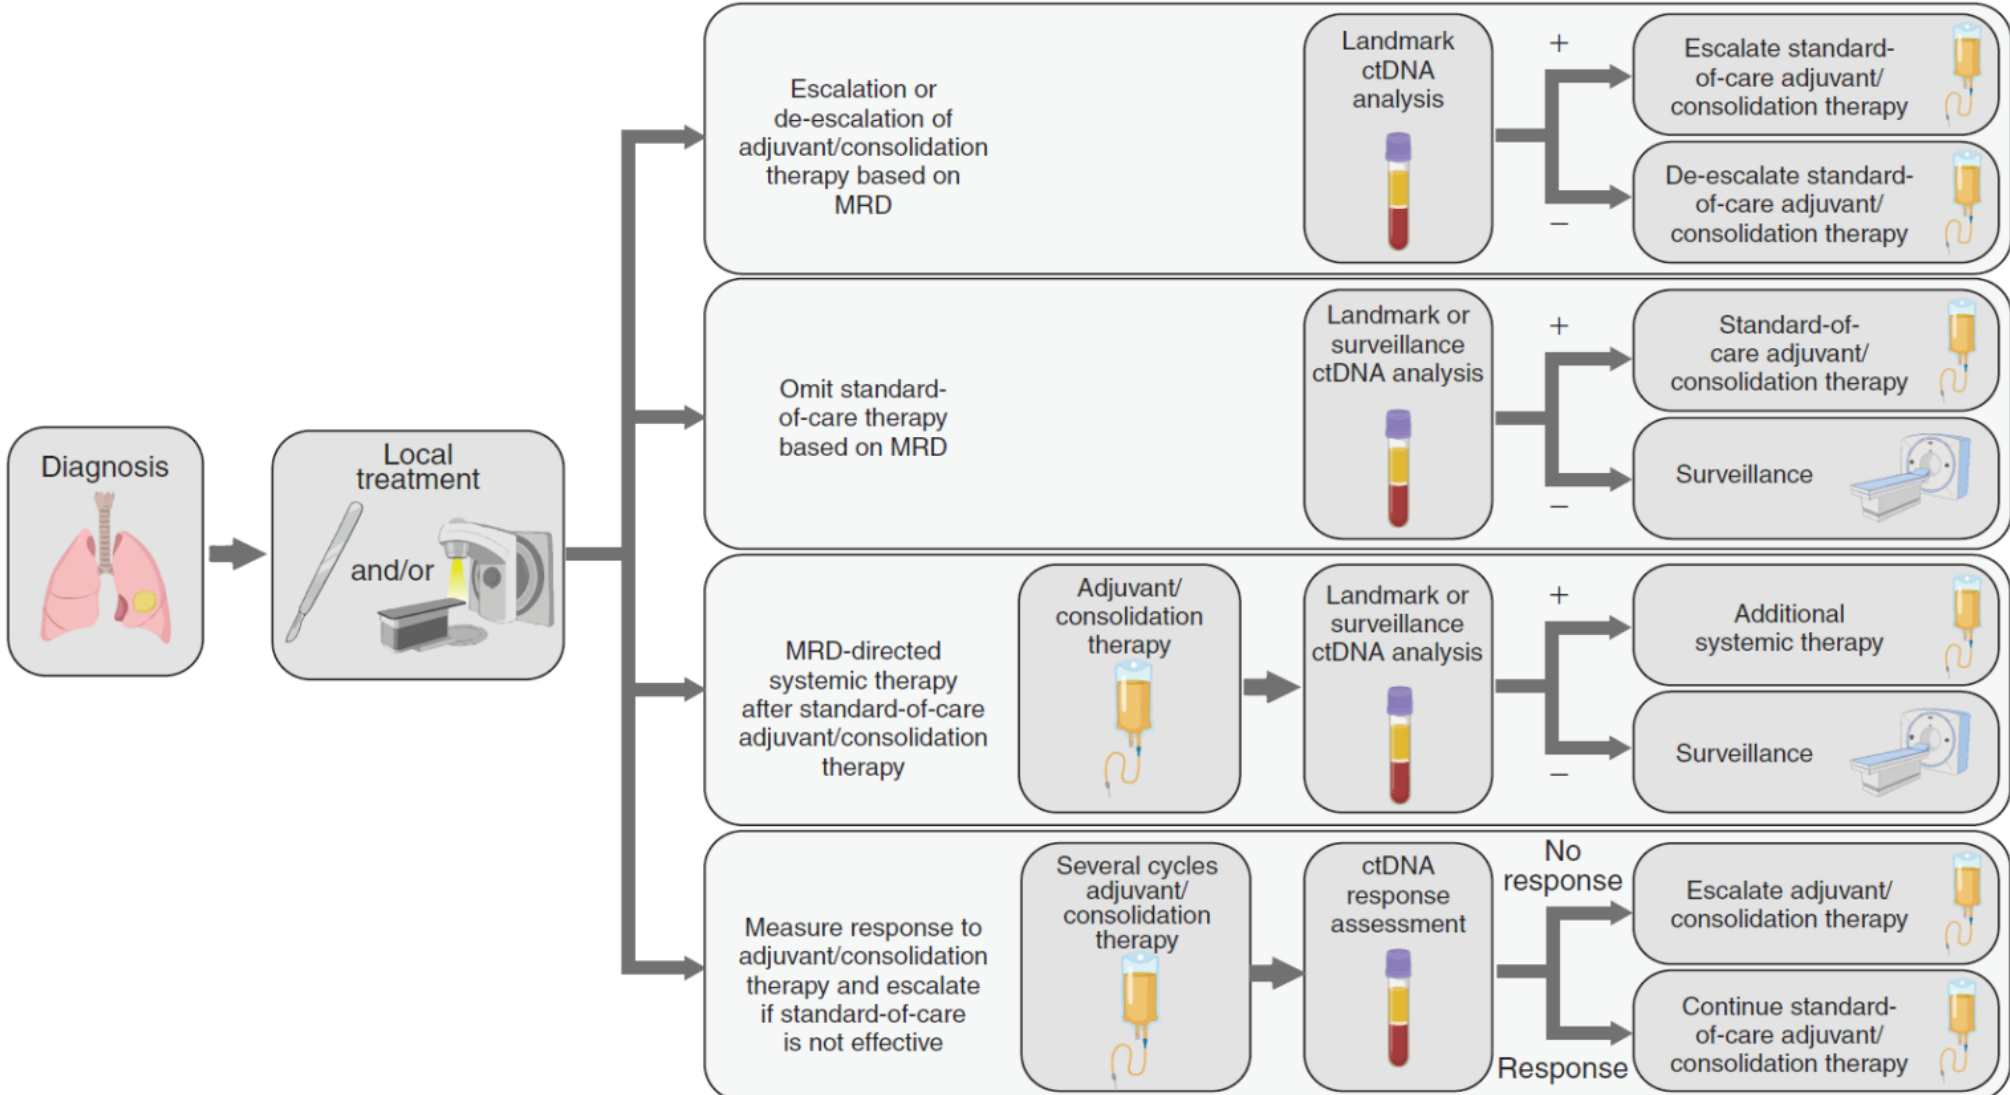 Diagnosis
Local
treatment
and/or
Escalation or
de-escalation of
adjuvant/consolidation
therapy based on
MRD
Landmark
ctDNA
analysis
+
−
Escalate standard-
of-care adjuvant/
consolidation therapy
De-escalate standard-
of-care adjuvant/
consolidation therapy
Omit standard-
of-care therapy
based on MRD
Landmark or
surveillance
ctDNA analysis
+
−
Standard-of-
care adjuvant/
consolidation therapy
Surveillance
MRD-directed
systemic therapy
after standard-of-care
adjuvant/consolidation
therapy
Adjuvant/
consolidation
therapy
Landmark or
surveillance
ctDNA analysis
+
−
Additional
systemic therapy
Surveillance
Measure response to
adjuvant/consolidation
therapy and escalate
if standard-of-care
is not effective
Several cycles
adjuvant/
consolidation
therapy
ctDNA
response
assessment
No
response
Response
Escalate adjuvant/
consolidation therapy
Continue standard-
of-care adjuvant/
consolidation therapy